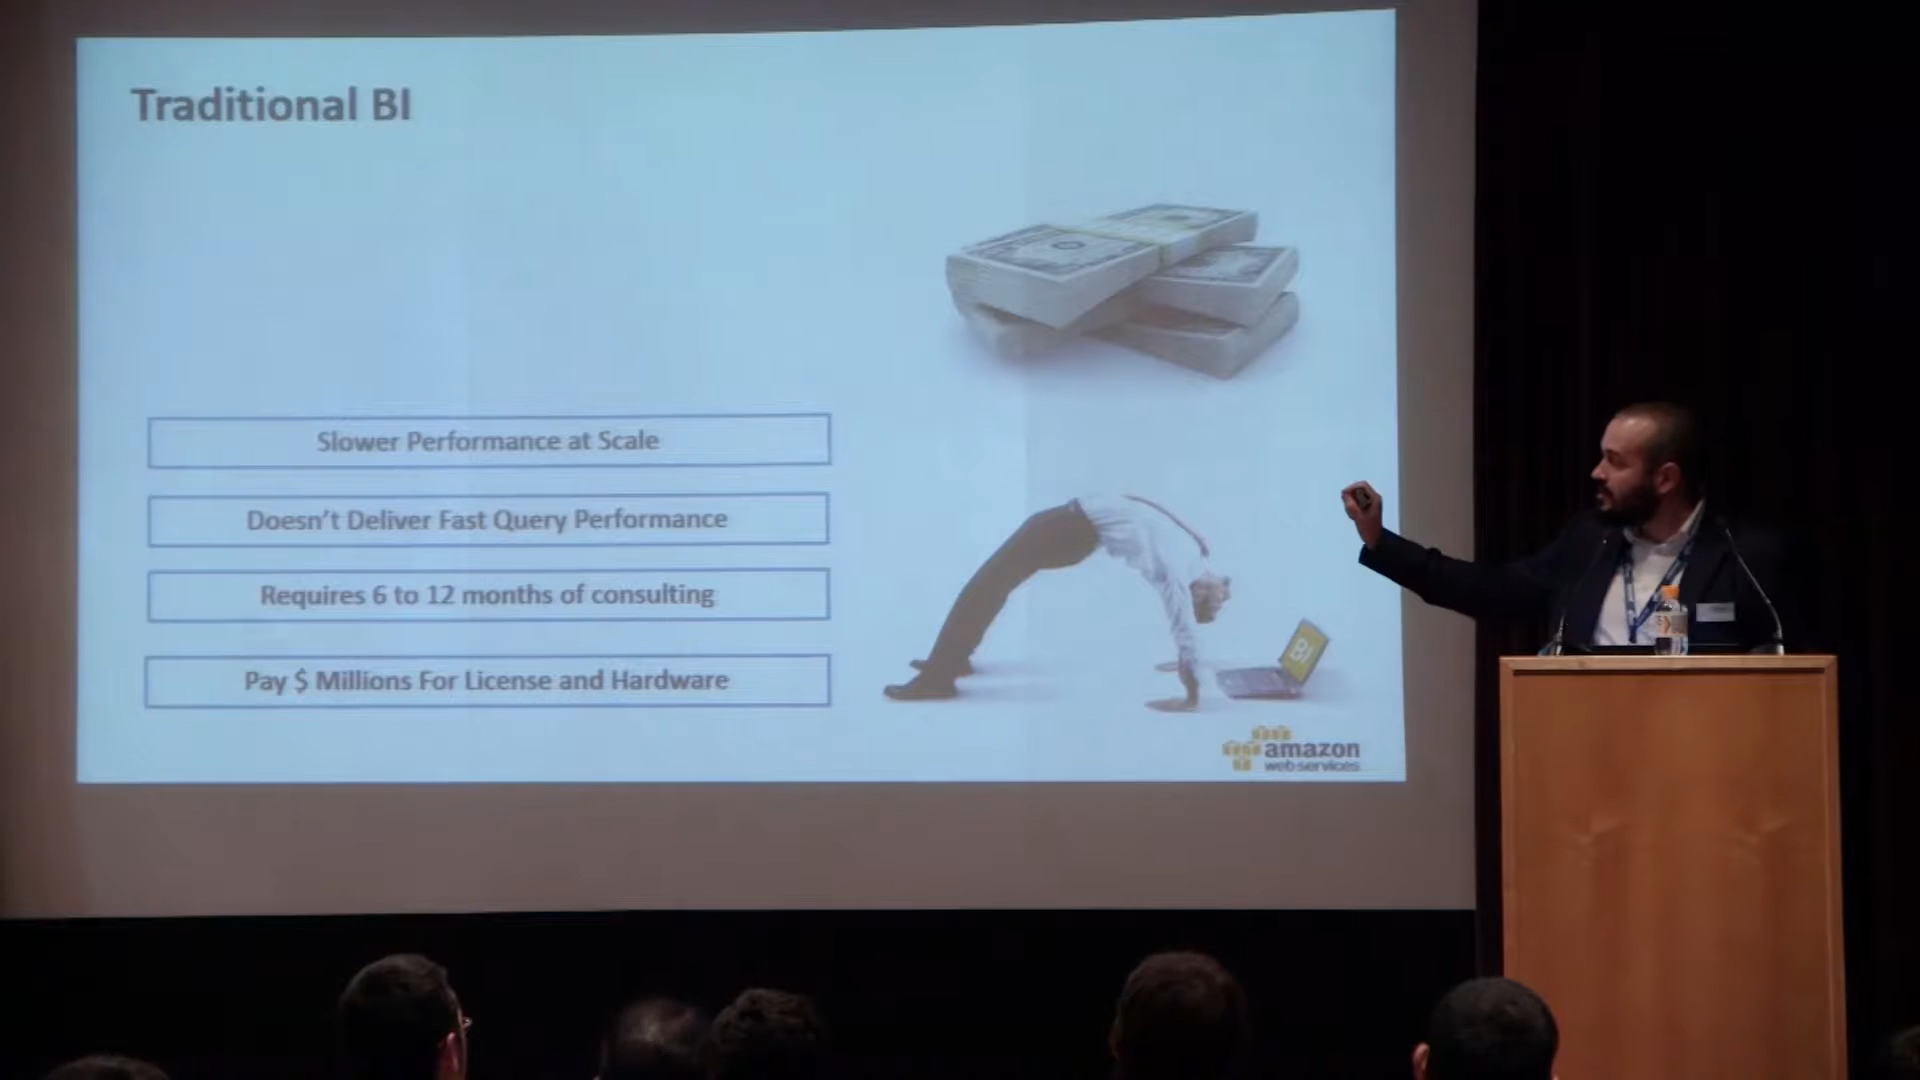 Traditional BI
Slower Performance at Scale
Doesn't Deliver Fast Query Performance
Requires 6 to 12 months of consulting
Pay $ Millions For License and Hardware
BI
amazon
web services